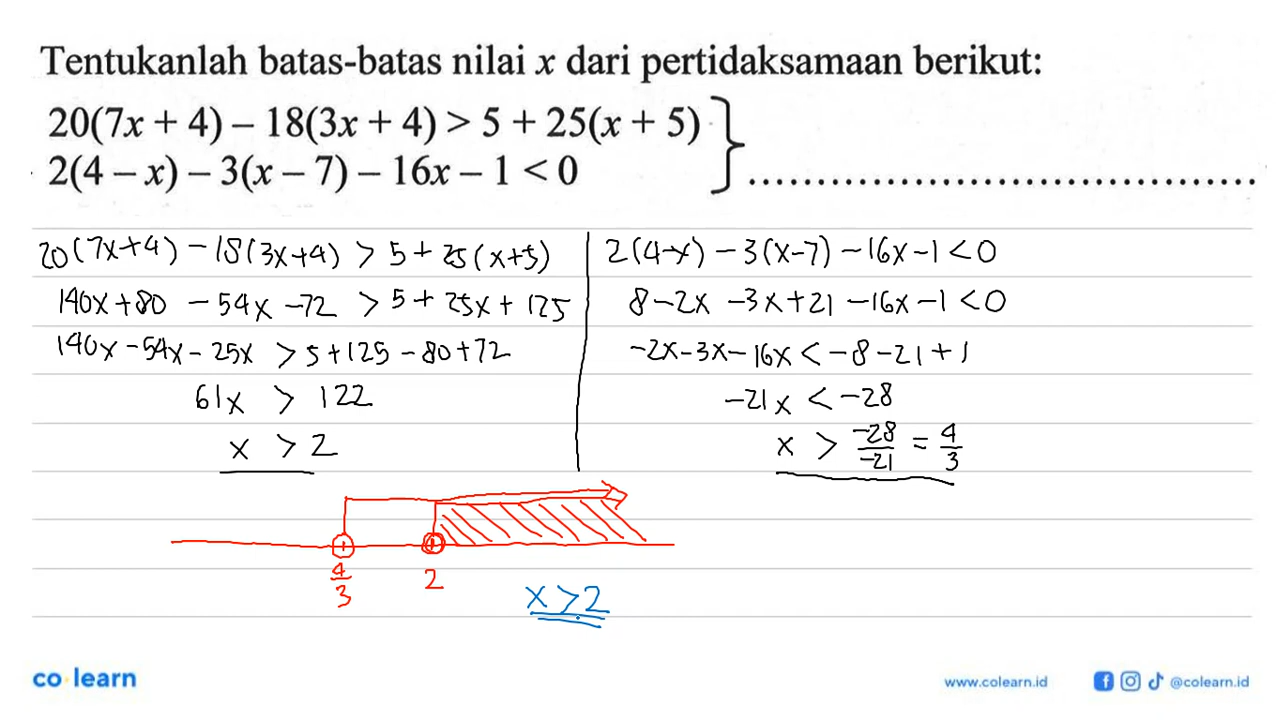 Tentukanlah batas-batas nilai x dari pertidaksamaan berikut:
20(7x + 4) – 18(3x + 4) > 5 + 25(x + 5)
2(4 – x) – 3(x – 7) – 16x – 1 < 0 } ......................................
20(7x+4) - 18(3x+4) > 5 + 25(x+5)
140x+80 - 54x - 72 > 5 + 25x + 125
140x - 54x - 25x > 5+125 - 80+72
61x > 122
x > 2
2(4-x) - 3(x-7) - 16x - 1 < 0
8 - 2x - 3x + 21 - 16x - 1 < 0
-2x - 3x - 16x < -8 - 21 + 1
-21x < -28
x > -28/-21 = 4/3
4/3 2
x > 2
co learn
www.colearn.id @colearn.id